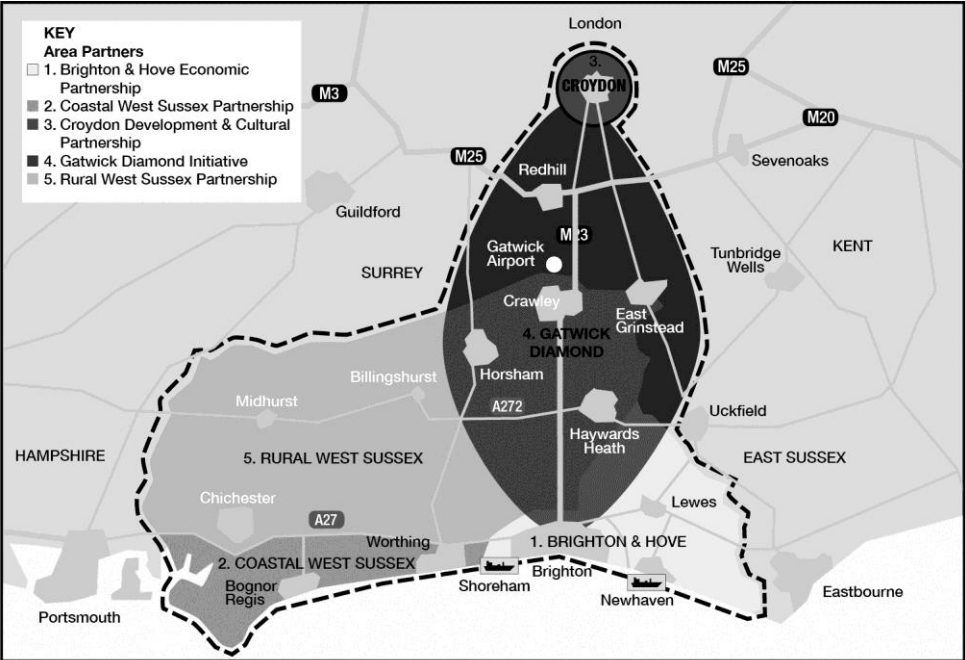 KEY
Area Partners
1. Brighton & Hove Economic
Partnership
2. Coastal West Sussex Partnership
3. Croydon Development & Cultural
Partnership
4. Gatwick Diamond Initiative
5. Rural West Sussex Partnership
London
3.
CROYDON
M25
M3
M20
M25
Sevenoaks
Redhill
Guildford
M23
Gatwick
Airport
KENT
Tunbridge
Wells
SURREY
Crawley
East
Grinstead
4. GATWICK
DIAMOND
Horsham
Billingshurst
Midhurst
A272
Uckfield
Haywards
Heath
HAMPSHIRE
5. RURAL WEST SUSSEX
EAST SUSSEX
Chichester
Lewes
A27
Worthing
1. BRIGHTON & HOVE
2. COASTAL WEST SUSSEX
Brighton
Bognor
Regis
Shoreham
Newhaven
Eastbourne
Portsmouth